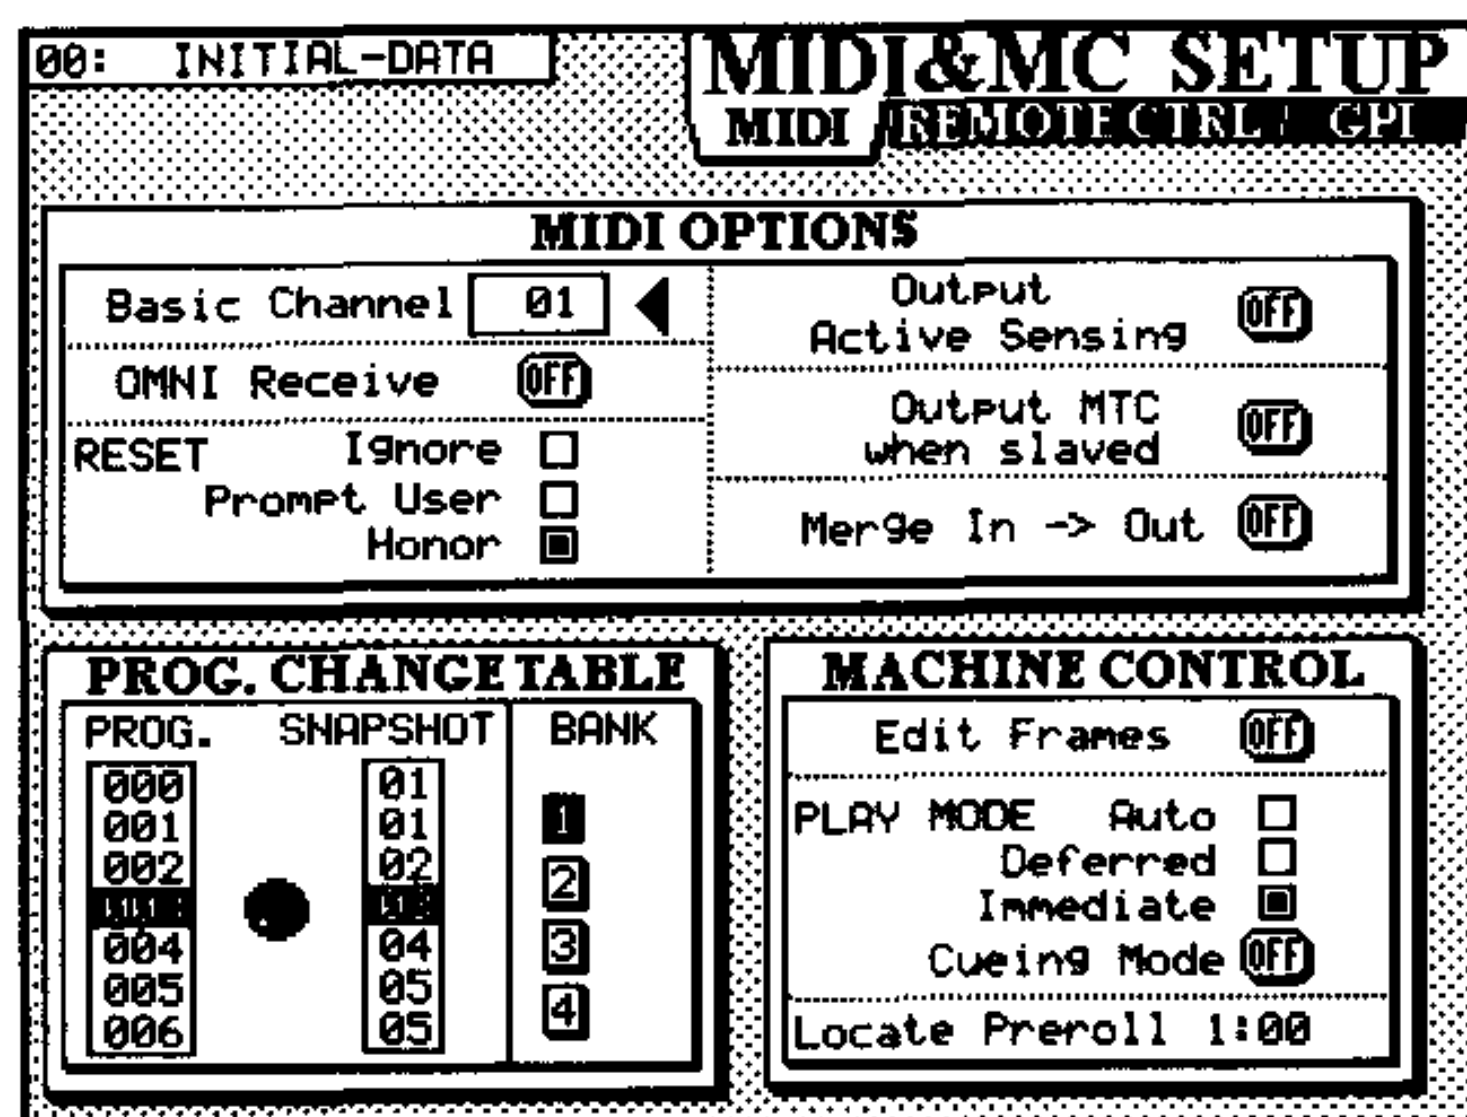 00: INITIAL-DATA
MIDI&MC SETUP
MIDI REMOTE CTRL / GPI
MIDI OPTIONS
Basic Channel 01
OMNI Receive OFF
RESET Ignore
Prompt User
Honor
Output
Active Sensing OFF
Output MTC
when slaved OFF
Merge In -> Out OFF
PROG. CHANGE TABLE
PROG. SNAPSHOT BANK
000 01
001 01
002 02
004 04
005 05
006 05
1
2
3
4
MACHINE CONTROL
Edit Frames OFF
PLAY MODE Auto
Deferred
Immediate
Cueing Mode OFF
Locate Preroll 1:00